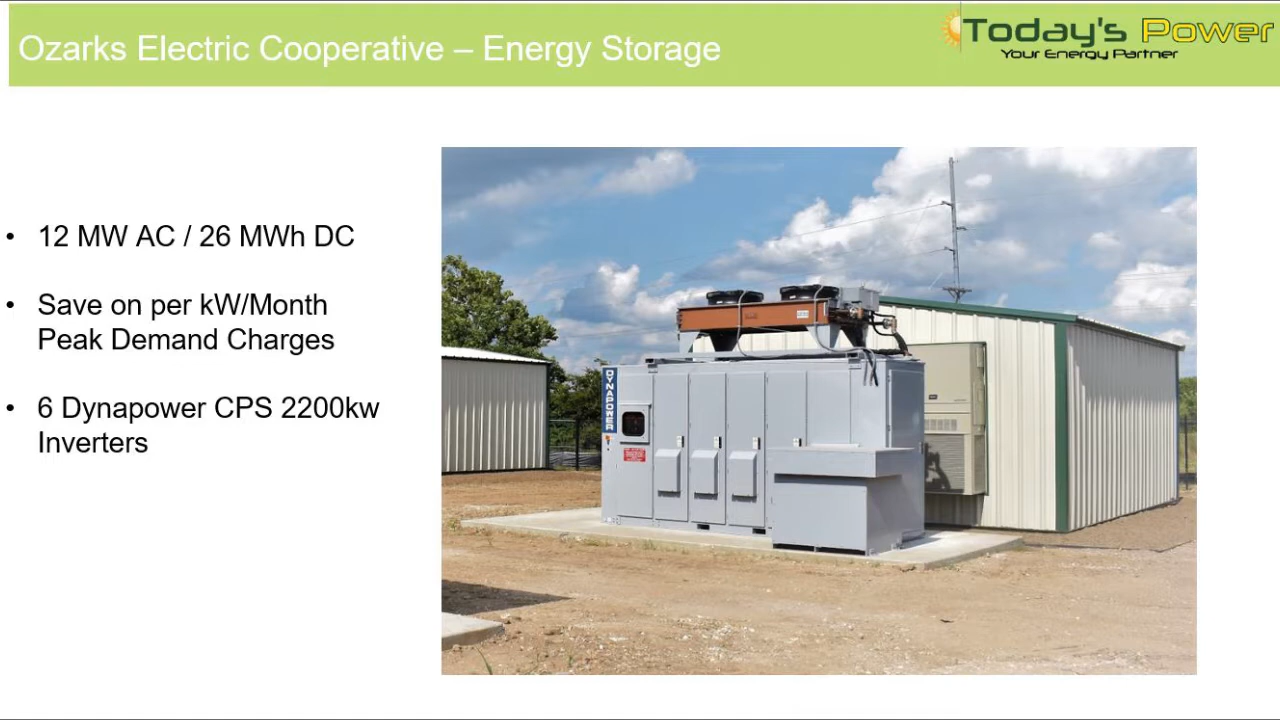 Ozarks Electric Cooperative – Energy Storage
Today's Power
Your Energy Partner
• 12 MW AC / 26 MWh DC
• Save on per kW/Month
Peak Demand Charges
• 6 Dynapower CPS 2200kw
Inverters
DYNAPOWER